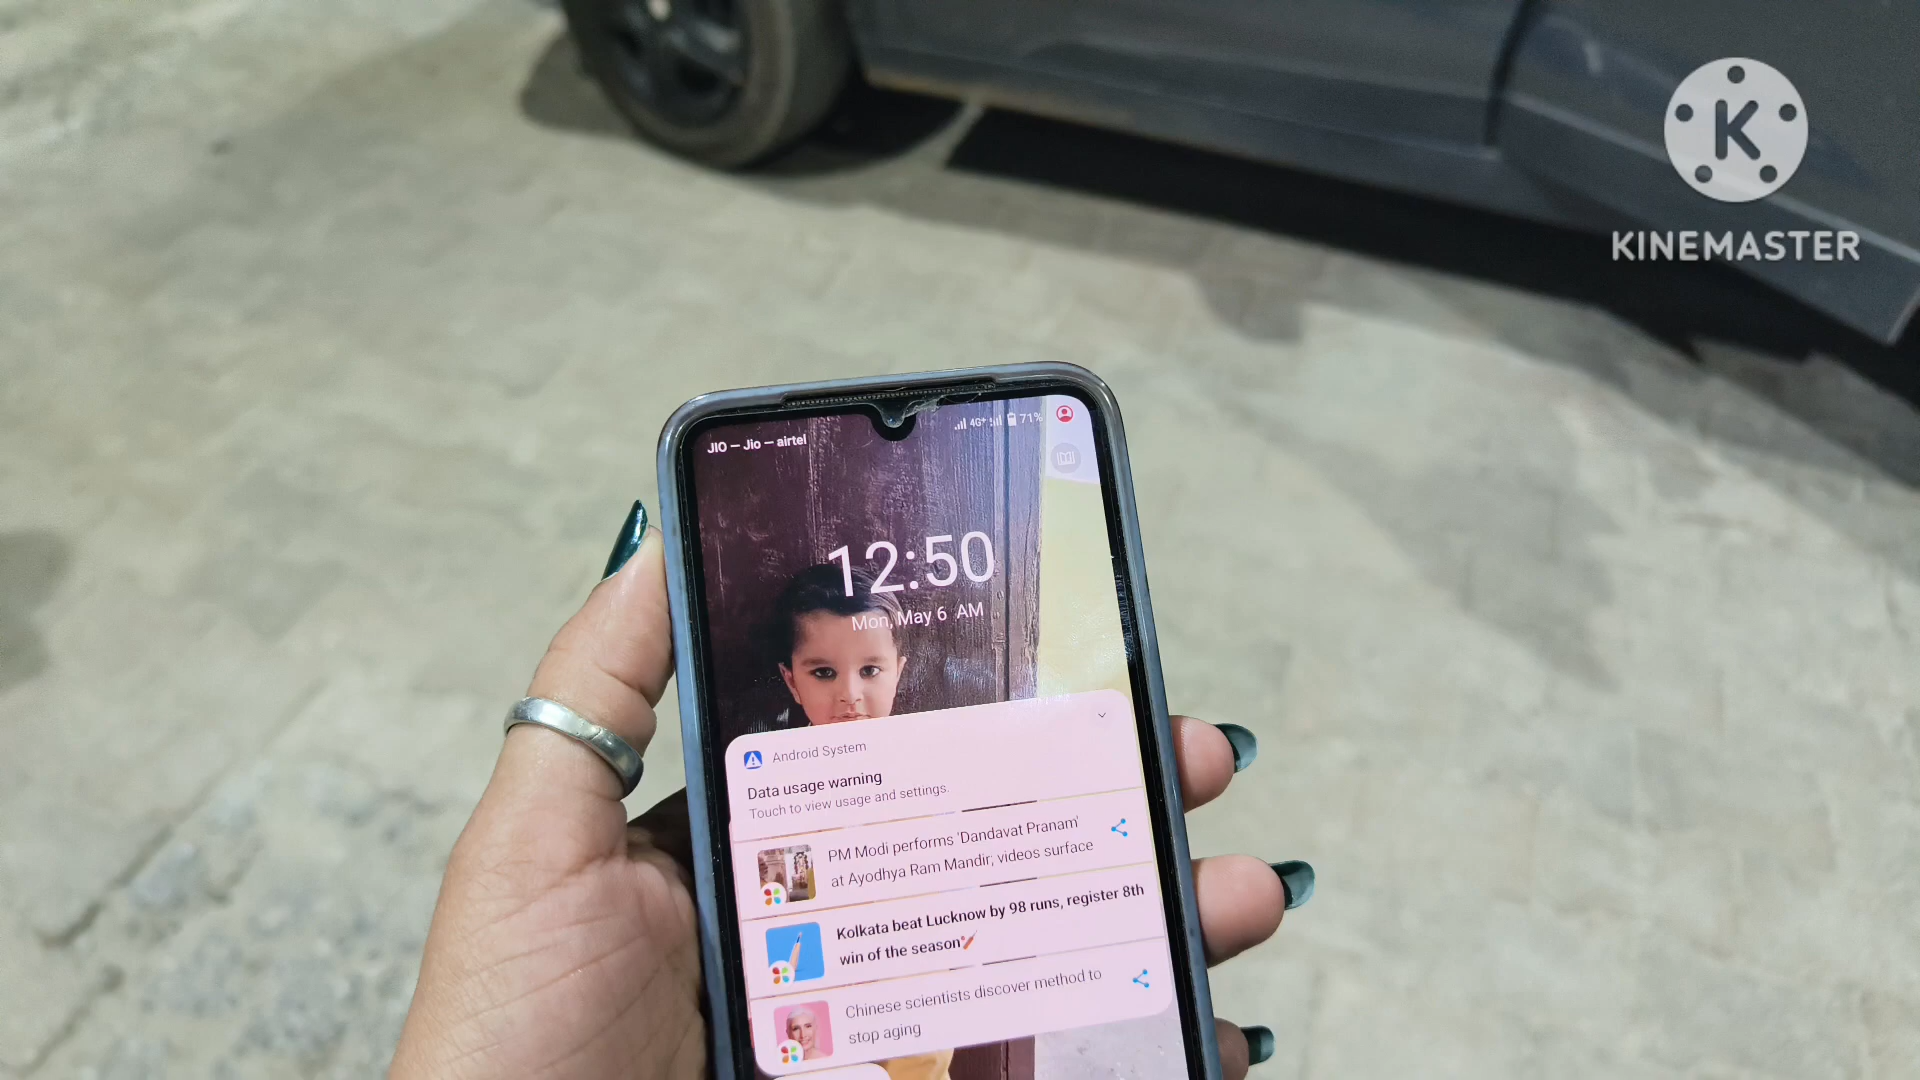 K
KINEMASTER
JIO — Jio — airtel
4G+ 71%
12:50
Mon, May 6 AM
Android System
Data usage warning
Touch to view usage and settings.
PM Modi performs 'Dandavat Pranam'
at Ayodhya Ram Mandir; videos surface
Kolkata beat Lucknow by 98 runs, register 8th
win of the season
Chinese scientists discover method to
stop aging